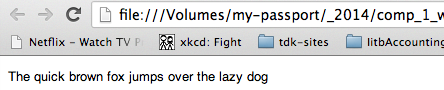 file:///Volumes/my-passport/_2014/comp_1_w
Netflix - Watch TV P xkcd: Fight tdk-sites litbAccounting
The quick brown fox jumps over the lazy dog